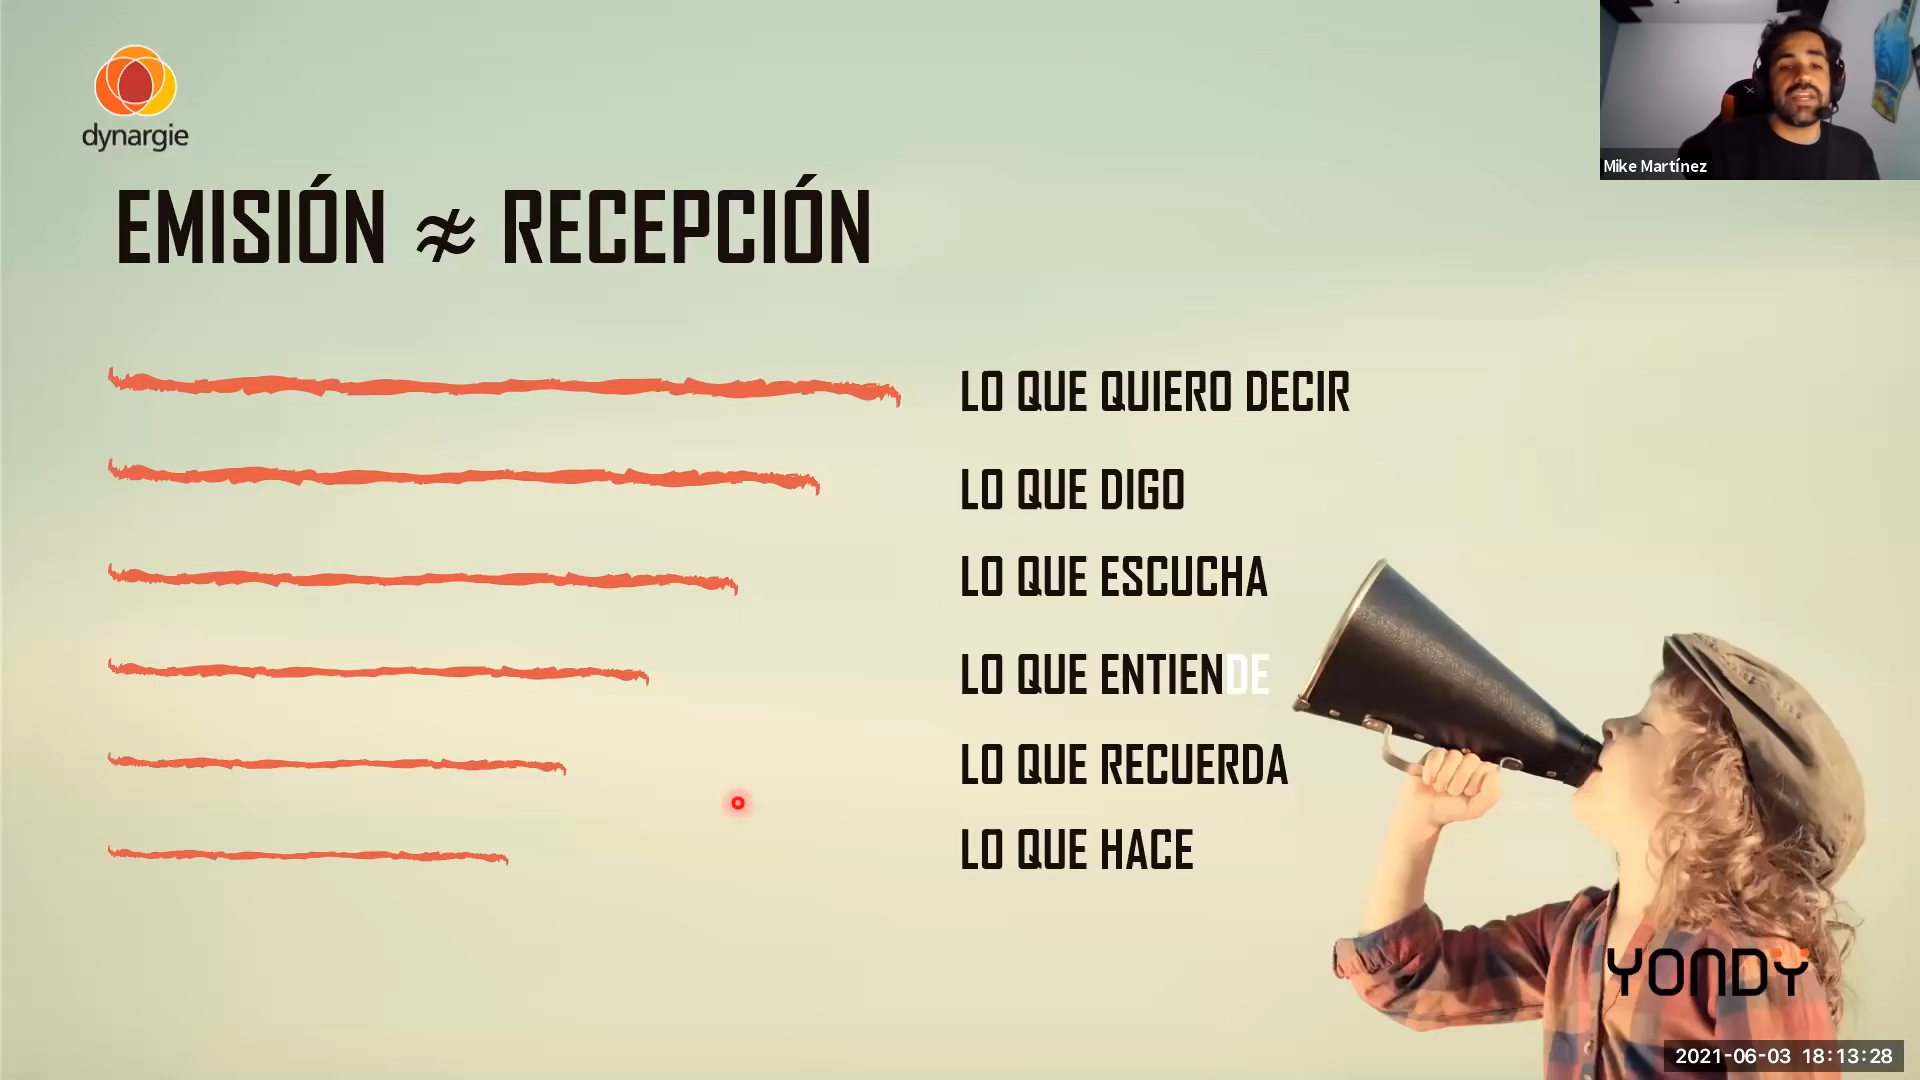 dynargie
Mike Martínez
EMISIÓN ≉ RECEPCIÓN
LO QUE QUIERO DECIR
LO QUE DIGO
LO QUE ESCUCHA
LO QUE ENTIENDE
LO QUE RECUERDA
LO QUE HACE
YONDY
2021-06-03 18:13:28